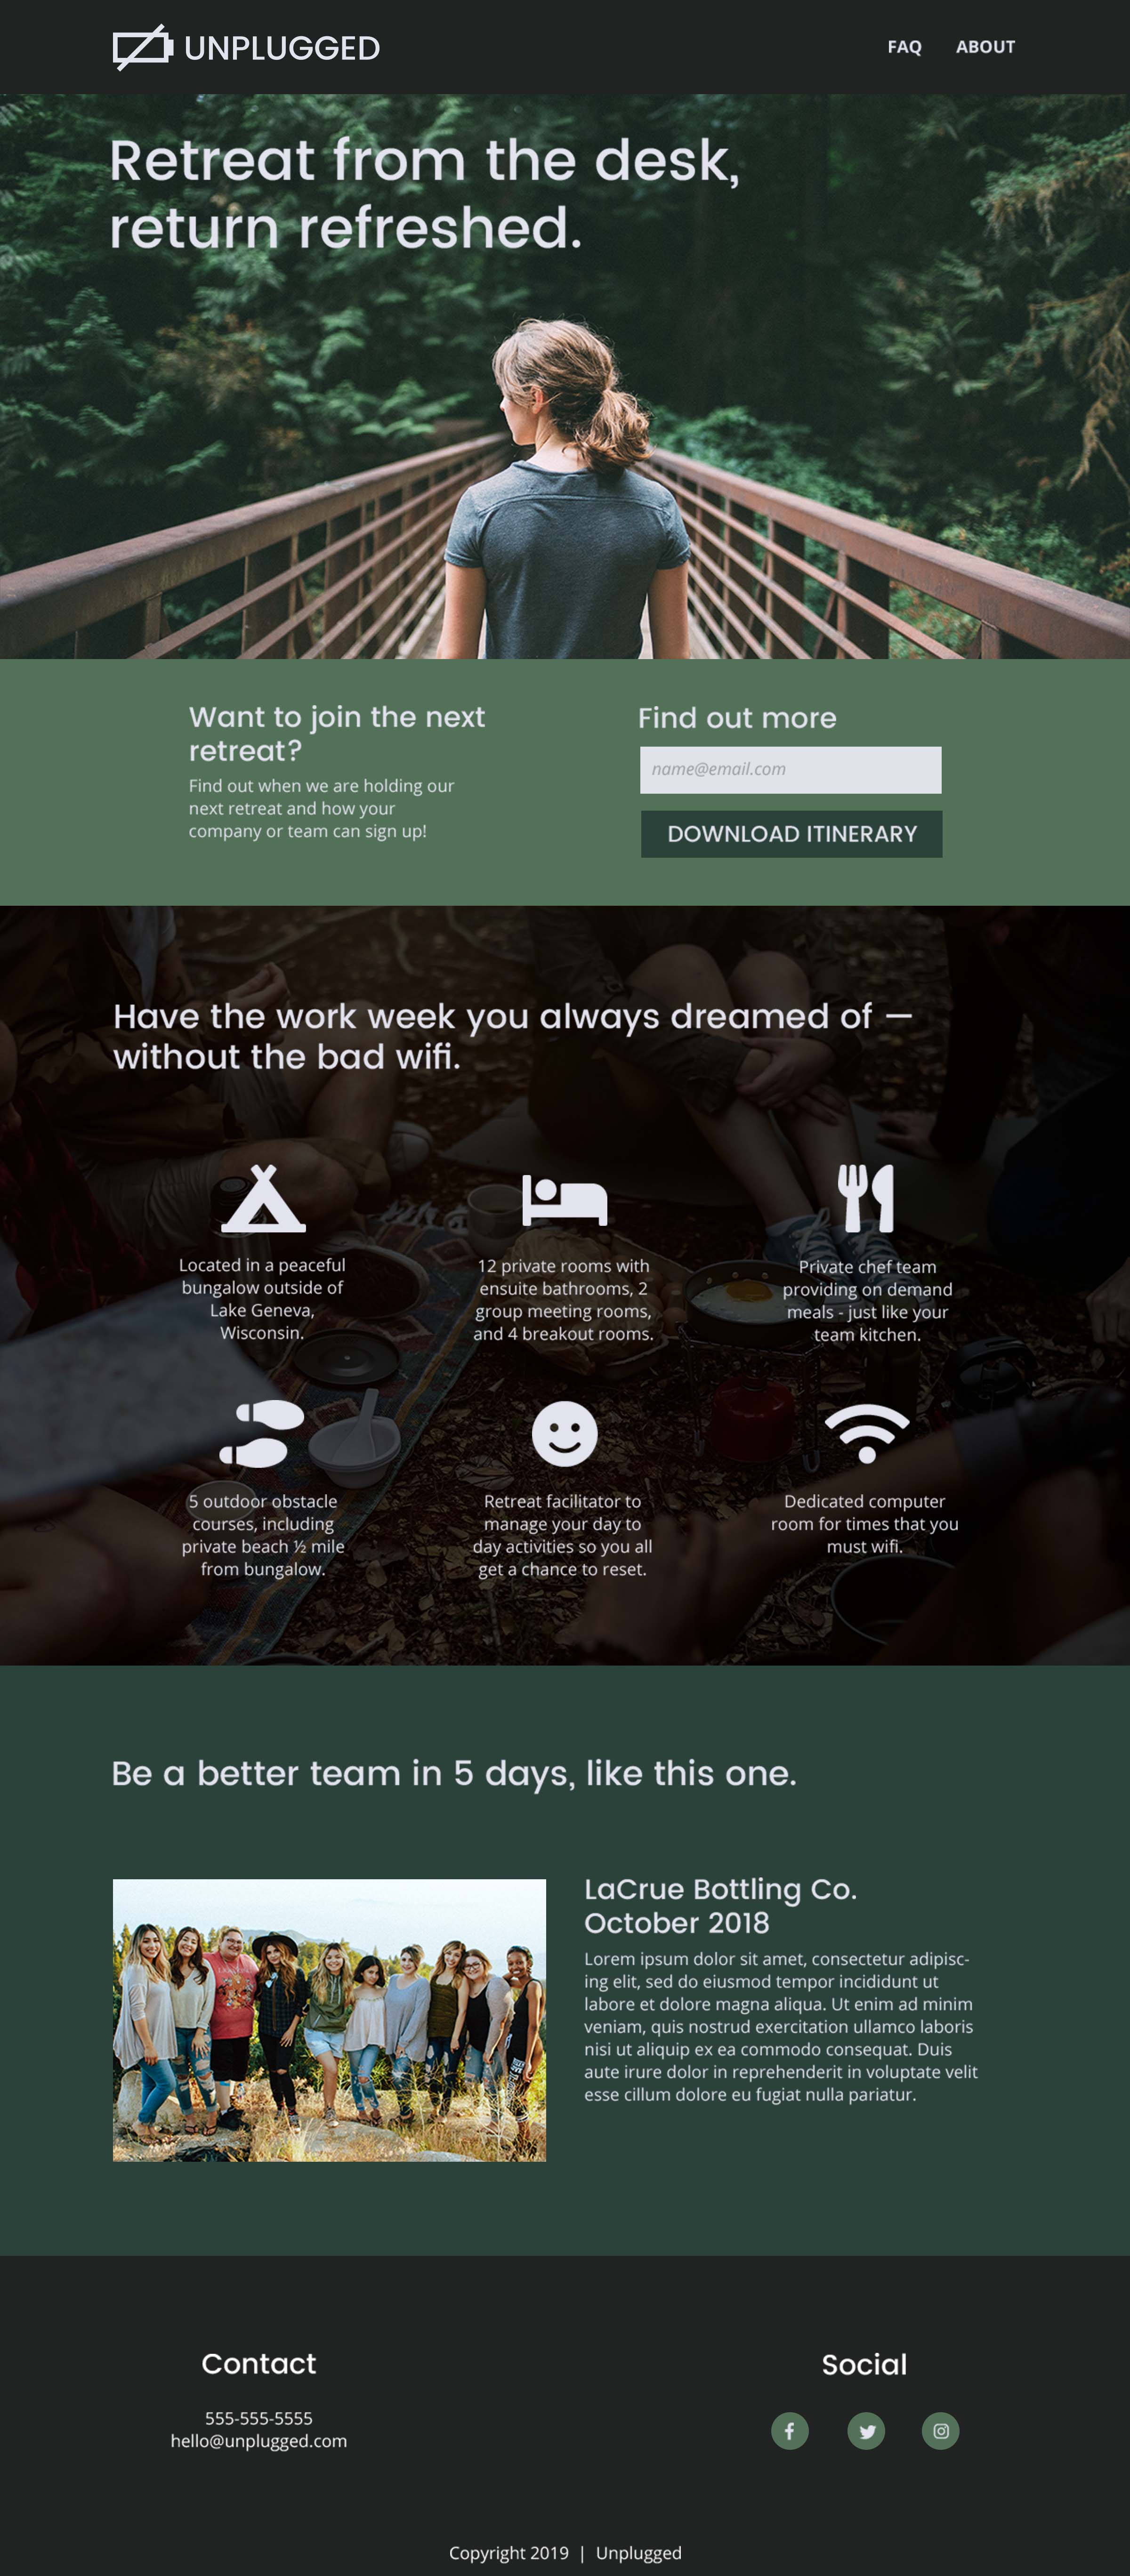 UNPLUGGED
FAQ ABOUT
Retreat from the desk,
return refreshed.
Want to join the next
retreat?
Find out when we are holding our
next retreat and how your
company or team can sign up!
Find out more
name@email.com
DOWNLOAD ITINERARY
Have the work week you always dreamed of —
without the bad wifi.
Located in a peaceful
bungalow outside of
Lake Geneva,
Wisconsin.
12 private rooms with
ensuite bathrooms, 2
group meeting rooms,
and 4 breakout rooms.
Private chef team
providing on demand
meals - just like your
team kitchen.
5 outdoor obstacle
courses, including
private beach ½ mile
from bungalow.
Retreat facilitator to
manage your day to
day activities so you all
get a chance to reset.
Dedicated computer
room for times that you
must wifi.
Be a better team in 5 days, like this one.
LaCrue Bottling Co.
October 2018
Lorem ipsum dolor sit amet, consectetur adipisc-
ing elit, sed do eiusmod tempor incididunt ut
labore et dolore magna aliqua. Ut enim ad minim
veniam, quis nostrud exercitation ullamco laboris
nisi ut aliquip ex ea commodo consequat. Duis
aute irure dolor in reprehenderit in voluptate velit
esse cillum dolore eu fugiat nulla pariatur.
Contact
555-555-5555
hello@unplugged.com
Social
Copyright 2019 | Unplugged